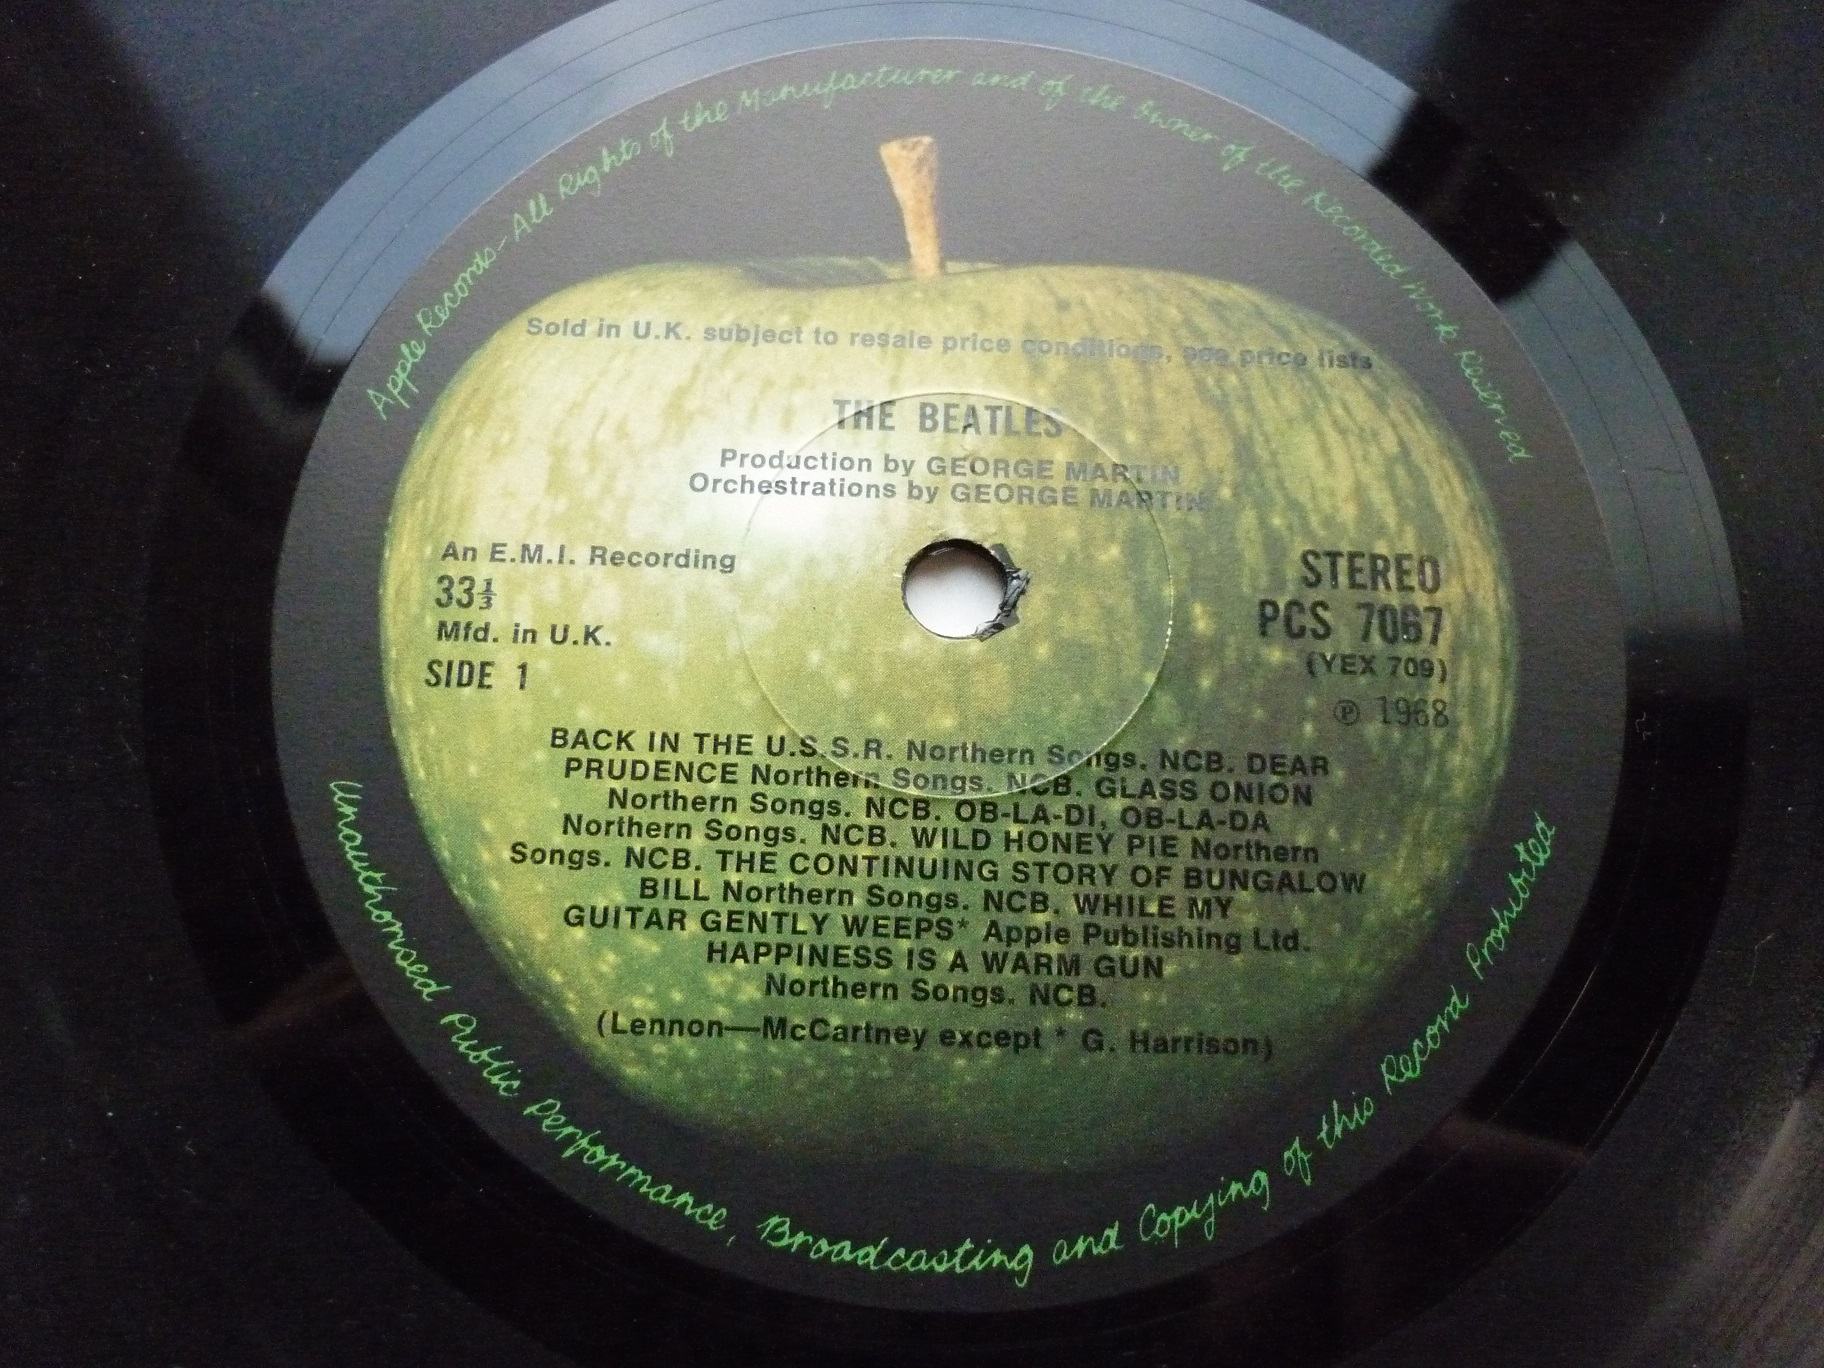 Apple Records - All Rights of the Manufacturer and of the Owner of the Recorded Work Reserved
Sold in U.K. subject to resale price conditions, see price lists
THE BEATLES
Production by GEORGE MARTIN
Orchestrations by GEORGE MARTIN
An E.M.I. Recording
33⅓
Mfd. in U.K.
SIDE 1
STEREO
PCS 7067
(YEX 709)
℗ 1968
BACK IN THE U.S.S.R. Northern Songs. NCB. DEAR
PRUDENCE Northern Songs. NCB. GLASS ONION
Northern Songs. NCB. OB-LA-DI, OB-LA-DA
Northern Songs. NCB. WILD HONEY PIE Northern
Songs. NCB. THE CONTINUING STORY OF BUNGALOW
BILL Northern Songs. NCB. WHILE MY
GUITAR GENTLY WEEPS* Apple Publishing Ltd.
HAPPINESS IS A WARM GUN
Northern Songs. NCB.
(Lennon—McCartney except * G. Harrison)
Unauthorised Public Performance, Broadcasting and Copying of this Record Prohibited